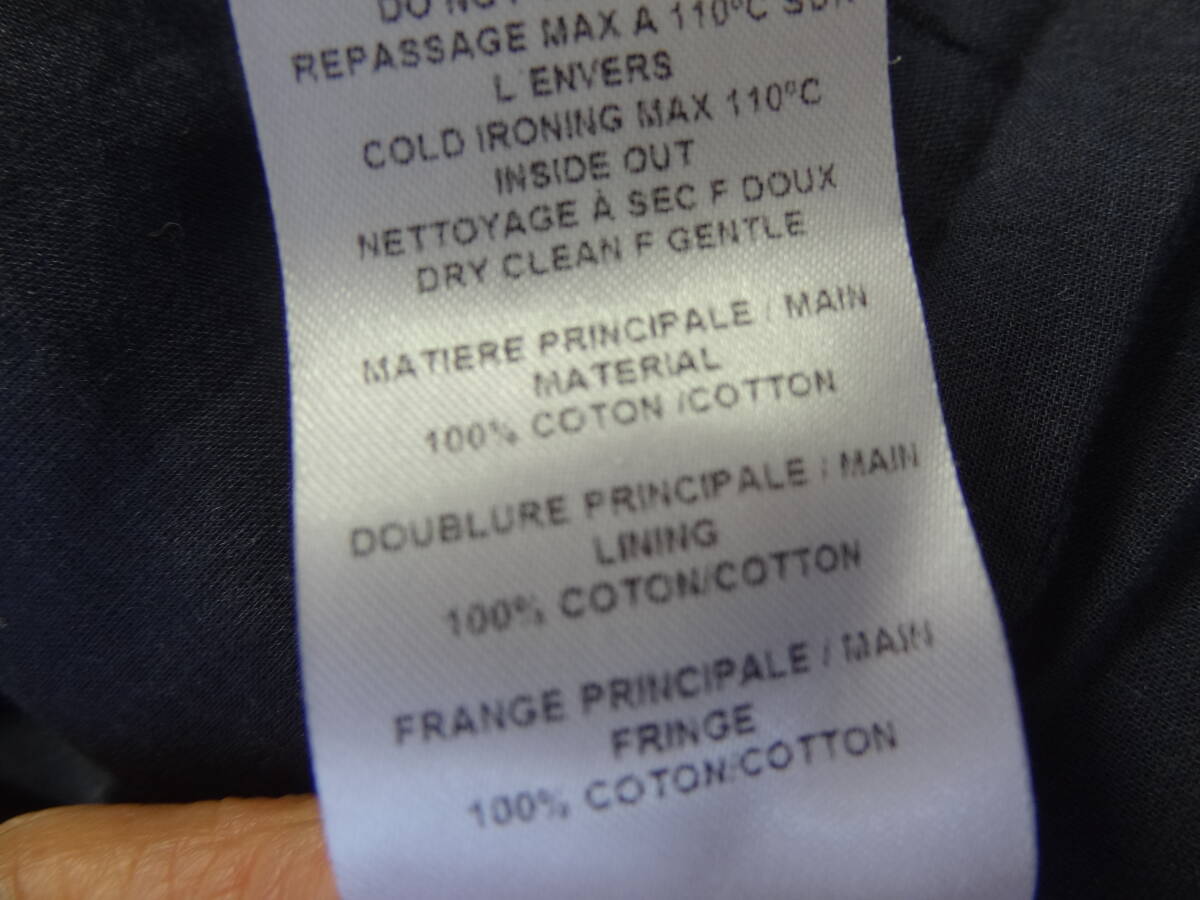 DO NOT
REPASSAGE MAX A 110°C SUR
L'ENVERS
COLD IRONING MAX 110°C
INSIDE OUT
NETTOYAGE À SEC F DOUX
DRY CLEAN F GENTLE
MATIERE PRINCIPALE / MAIN
MATERIAL
100% COTON /COTTON
DOUBLURE PRINCIPALE / MAIN
LINING
100% COTON/COTTON
FRANGE PRINCIPALE / MAIN
FRINGE
100% COTON/COTTON